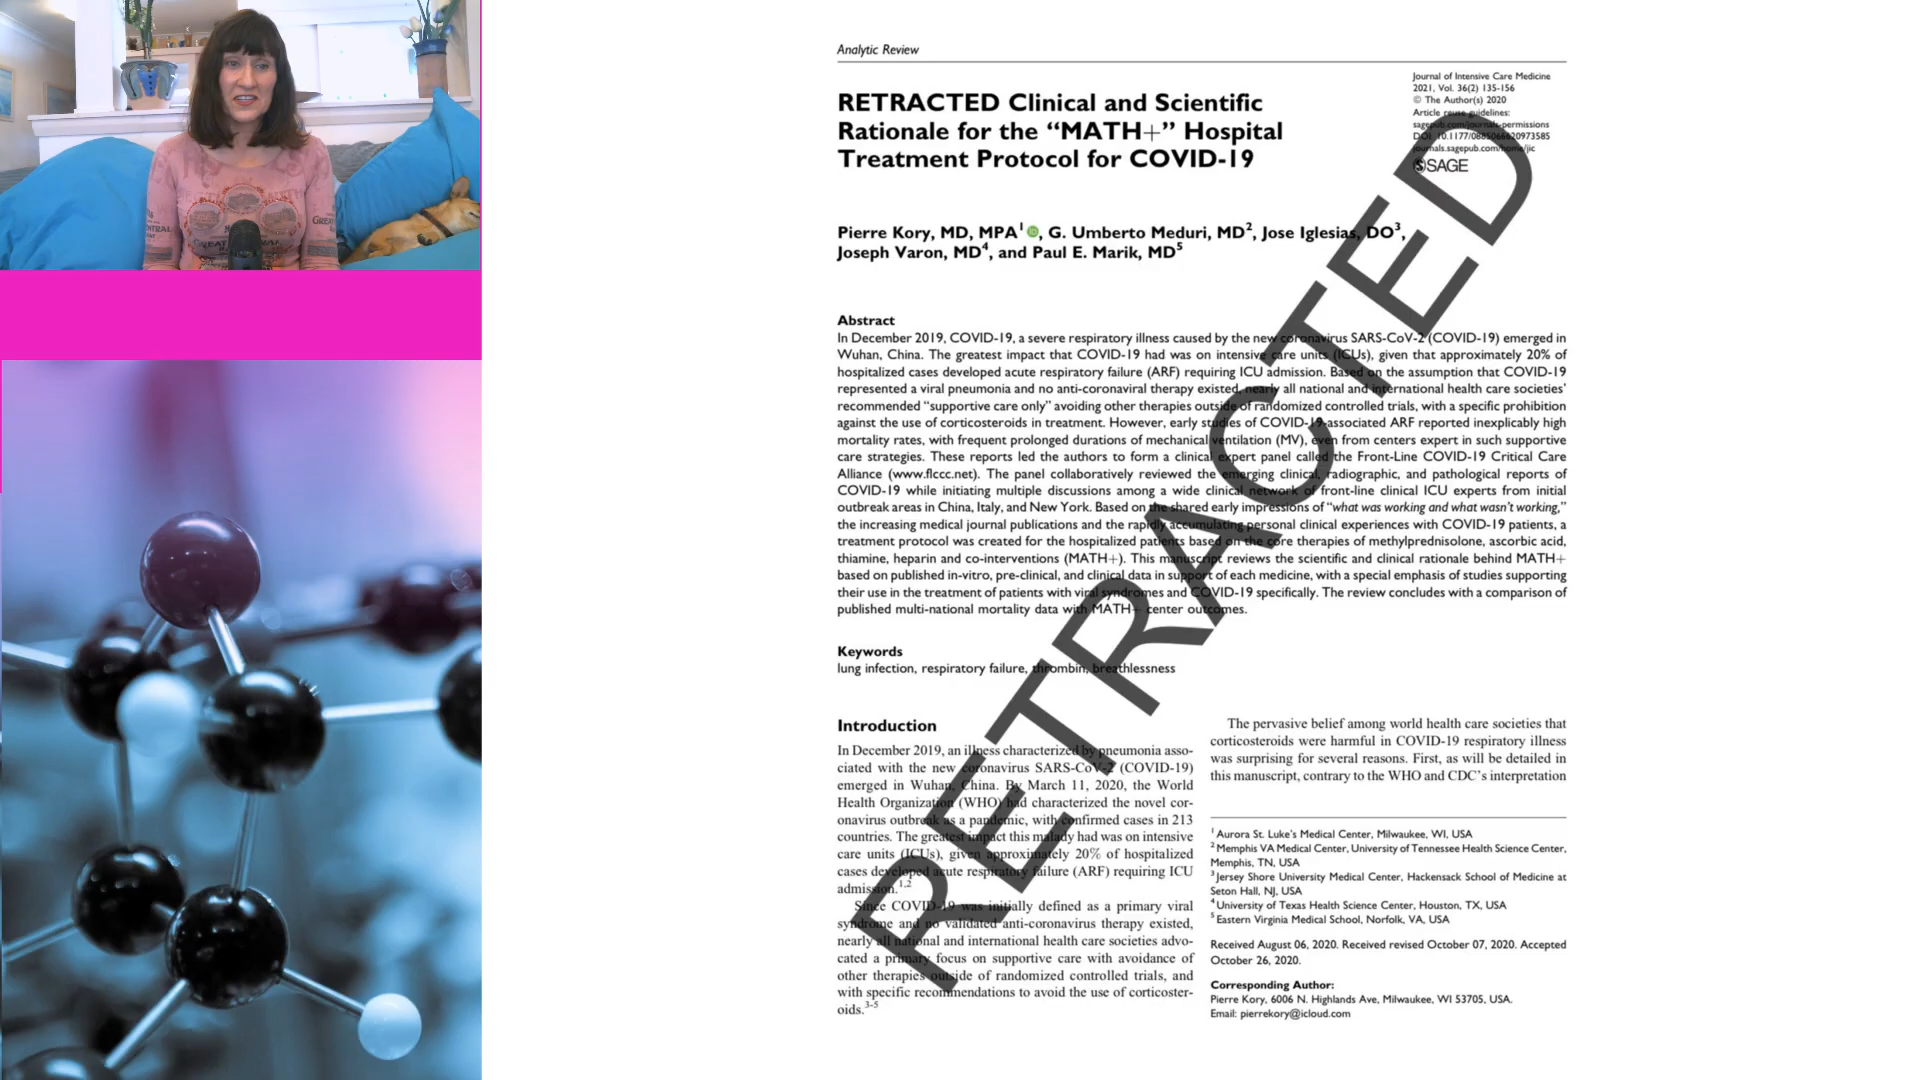 Analytic Review
Journal of Intensive Care Medicine
2021, Vol. 36(2) 135-156
© The Author(s) 2020
Article reuse guidelines:
sagepub.com/journals-permissions
DOI: 10.1177/0885066620973585
journals.sagepub.com/home/jic
SAGE
RETRACTED Clinical and Scientific
Rationale for the “MATH+” Hospital
Treatment Protocol for COVID-19
Pierre Kory, MD, MPA1, G. Umberto Meduri, MD2, Jose Iglesias, DO3,
Joseph Varon, MD4, and Paul E. Marik, MD5
Abstract
In December 2019, COVID-19, a severe respiratory illness caused by the new coronavirus SARS-CoV-2 (COVID-19) emerged in
Wuhan, China. The greatest impact that COVID-19 had was on intensive care units (ICUs), given that approximately 20% of
hospitalized cases developed acute respiratory failure (ARF) requiring ICU admission. Based on the assumption that COVID-19
represented a viral pneumonia and no anti-coronaviral therapy existed, nearly all national and international health care societies’
recommended “supportive care only” avoiding other therapies outside of randomized controlled trials, with a specific prohibition
against the use of corticosteroids in treatment. However, early studies of COVID-19-associated ARF reported inexplicably high
mortality rates, with frequent prolonged durations of mechanical ventilation (MV), even from centers expert in such supportive
care strategies. These reports led the authors to form a clinical expert panel called the Front-Line COVID-19 Critical Care
Alliance (www.flccc.net). The panel collaboratively reviewed the emerging clinical, radiographic, and pathological reports of
COVID-19 while initiating multiple discussions among a wide clinical network of front-line clinical ICU experts from initial
outbreak areas in China, Italy, and New York. Based on the shared early impressions of “what was working and what wasn’t working,”
the increasing medical journal publications and the rapidly accumulating personal clinical experiences with COVID-19 patients, a
treatment protocol was created for the hospitalized patients based on the core therapies of methylprednisolone, ascorbic acid,
thiamine, heparin and co-interventions (MATH+). This manuscript reviews the scientific and clinical rationale behind MATH+
based on published in-vitro, pre-clinical, and clinical data in support of each medicine, with a special emphasis of studies supporting
their use in the treatment of patients with viral syndromes and COVID-19 specifically. The review concludes with a comparison of
published multi-national mortality data with MATH+ center outcomes.
Keywords
lung infection, respiratory failure, thrombin, breathlessness
Introduction
In December 2019, an illness characterized by pneumonia asso-
ciated with the new coronavirus SARS-CoV-2 (COVID-19)
emerged in Wuhan, China. By March 11, 2020, the World
Health Organization (WHO) had characterized the novel cor-
onavirus outbreak as a pandemic, with confirmed cases in 213
countries. The greatest impact this malady had was on intensive
care units (ICUs), given approximately 20% of hospitalized
cases developed acute respiratory failure (ARF) requiring ICU
admission.1,2
Since COVID-19 was initially defined as a primary viral
syndrome and no validated anti-coronavirus therapy existed,
nearly all national and international health care societies advo-
cated a primary focus on supportive care with avoidance of
other therapies outside of randomized controlled trials, and
with specific recommendations to avoid the use of corticoster-
oids.3-5
The pervasive belief among world health care societies that
corticosteroids were harmful in COVID-19 respiratory illness
was surprising for several reasons. First, as will be detailed in
this manuscript, contrary to the WHO and CDC’s interpretation
1 Aurora St. Luke’s Medical Center, Milwaukee, WI, USA
2 Memphis VA Medical Center, University of Tennessee Health Science Center,
Memphis, TN, USA
3 Jersey Shore University Medical Center, Hackensack School of Medicine at
Seton Hall, NJ, USA
4 University of Texas Health Science Center, Houston, TX, USA
5 Eastern Virginia Medical School, Norfolk, VA, USA
Received August 06, 2020. Received revised October 07, 2020. Accepted
October 26, 2020.
Corresponding Author:
Pierre Kory, 6006 N. Highlands Ave, Milwaukee, WI 53705, USA.
Email: pierrekory@icloud.com
RETRACTED
GREAT